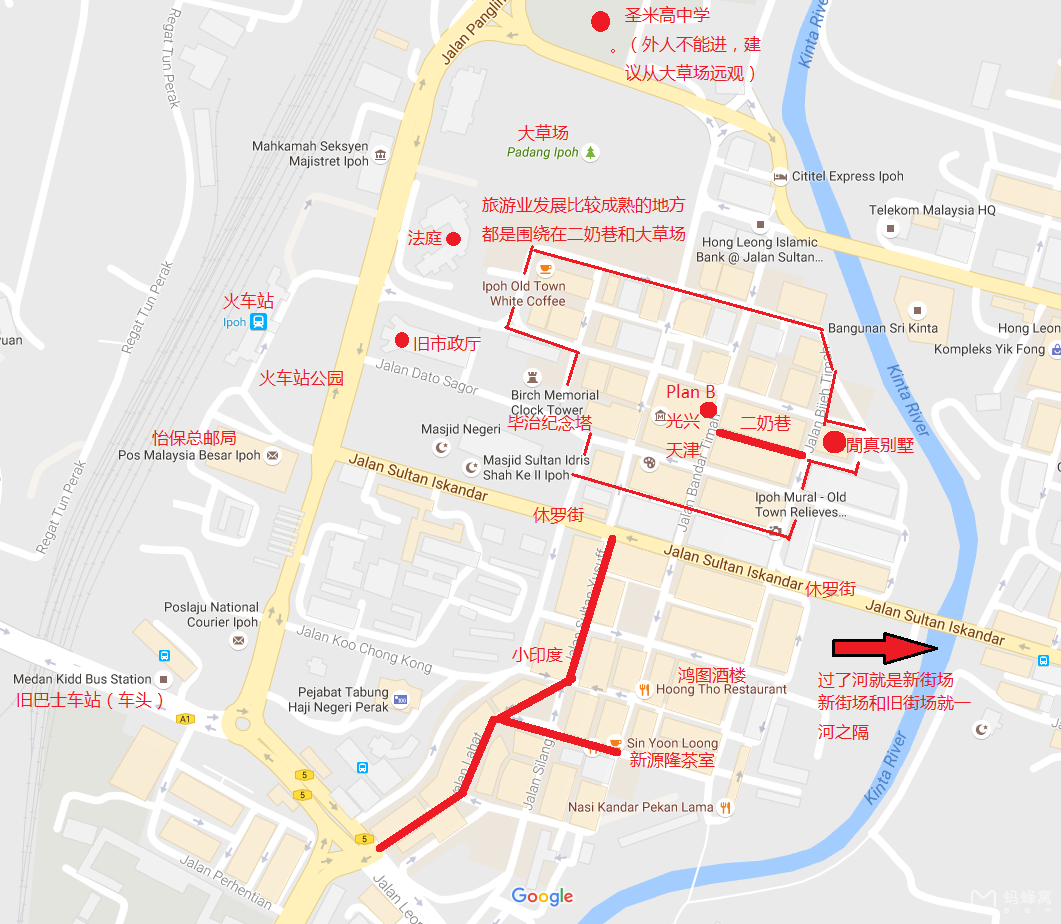 Jalan Panglim
Kinta River
圣米高中学
。（外人不能进，建
议从大草场远观）
Regat Tun Perak
大草场
Padang Ipoh
Mahkamah Seksyen
Majistret Ipoh
Cititel Express Ipoh
Telekom Malaysia HQ
旅游业发展比较成熟的地方
都是围绕在二奶巷和大草场
法庭
Hong Leong Islamic
Bank @ Jalan Sultan...
Ipoh Old Town
White Coffee
火车站
Ipoh
Regat Tun Perak
Bangunan Sri Kinta
Hong Leon
Kompleks Yik Fong
旧市政厅
Jalan Dato Sagor
火车站公园
Birch Memorial
Clock Tower
毕治纪念塔
Plan B
光兴
天津
二奶巷
Jalan Bijeh Timah
Kinta River
閒真别墅
Masjid Negeri
怡保总邮局
Pos Malaysia Besar Ipoh
Masjid Sultan Idris
Shah Ke II Ipoh
Jalan Bandar Timah
Jalan Sultan Iskandar
Regat Tun Perak
Ipoh Mural - Old
Town Relieves...
休罗街
Jalan Sultan Iskandar
休罗街
Jalan Sultan Iskandar
Jalan Sultan Yusuff
Poslaju National
Courier Ipoh
Jalan Koo Chong Kong
小印度
Medan Kidd Bus Station
旧巴士车站（车头）
A1
Pejabat Tabung
Haji Negeri Perak
鸿图酒楼
Hoong Tho Restaurant
过了河就是新街场
新街场和旧街场就一
河之隔
Sin Yoon Loong
新源隆茶室
Jalan Lahat
Jalan Silang
Kinta River
5
5
5
Nasi Kandar Pekan Lama
Jalan Perhentian
Jalan Leo
Google
蚂蜂窝